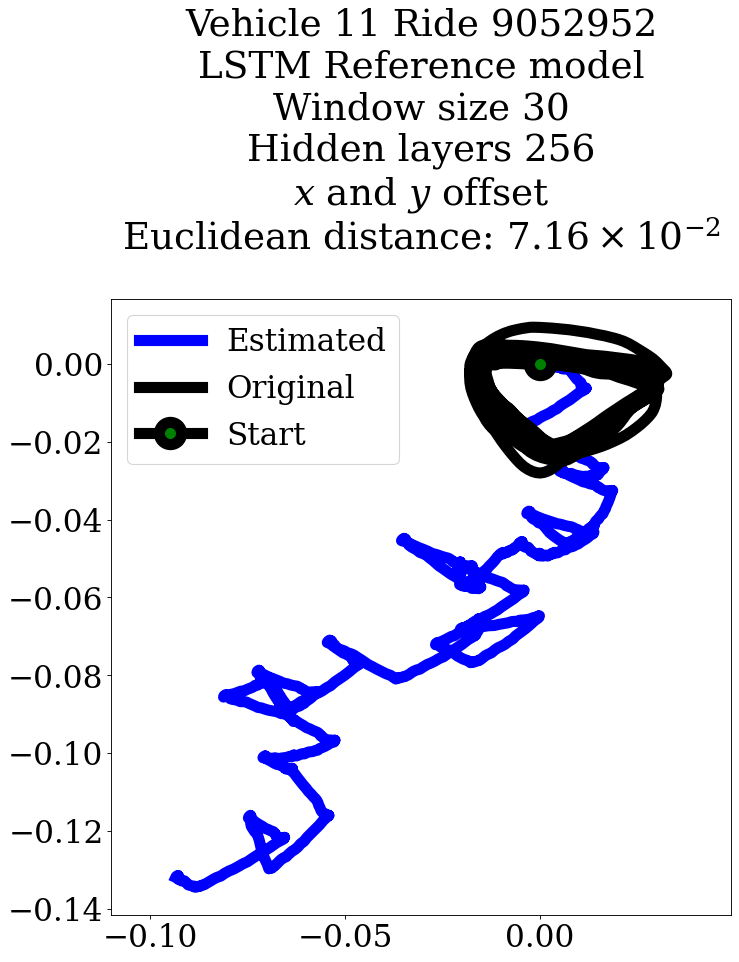 Vehicle 11 Ride 9052952
LSTM Reference model
Window size 30
Hidden layers 256
x and y offset
Euclidean distance: 7.16 × 10⁻²
Estimated
Original
Start
0.00
−0.02
−0.04
−0.06
−0.08
−0.10
−0.12
−0.14
−0.10
−0.05
0.00